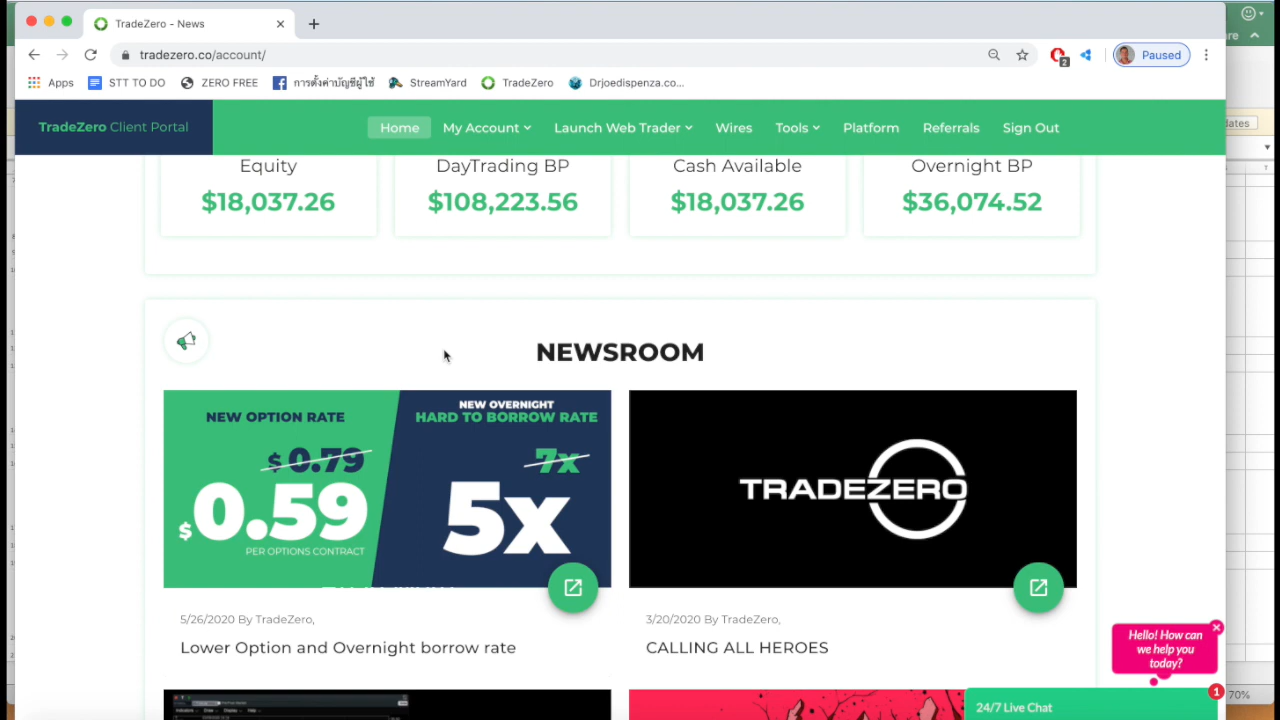 TradeZero - News
tradezero.co/account/
2
Paused
re
Apps
STT TO DO
ZERO FREE
การตั้งค่าบัญชีผู้ใช้
StreamYard
TradeZero
Drjoedispenza.co...
TradeZero Client Portal
Home
My Account
Launch Web Trader
Wires
Tools
Platform
Referrals
Sign Out
dates
Equity
DayTrading BP
Cash Available
Overnight BP
$18,037.26
$108,223.56
$18,037.26
$36,074.52
NEWSROOM
NEW OPTION RATE
$ 0.79
$0.59
PER OPTIONS CONTRACT
NEW OVERNIGHT
HARD TO BORROW RATE
7x
5x
TRADEZERO
5/26/2020 By TradeZero,
Lower Option and Overnight borrow rate
3/20/2020 By TradeZero,
CALLING ALL HEROES
Hello! How can
we help you
today?
1
24/7 Live Chat
70%